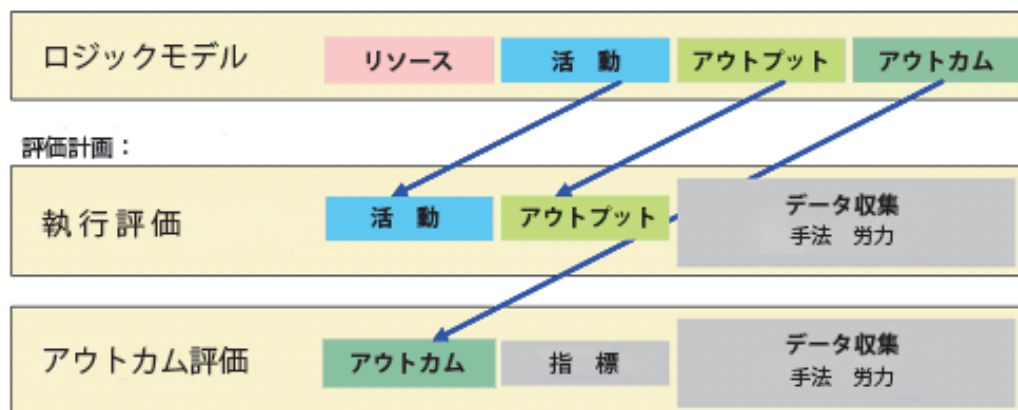 ロジックモデル リソース 活 動 アウトプット アウトカム
評価計画：
執行評価 活 動 アウトプット データ収集
手法 労力
アウトカム評価 アウトカム 指 標 データ収集
手法 労力